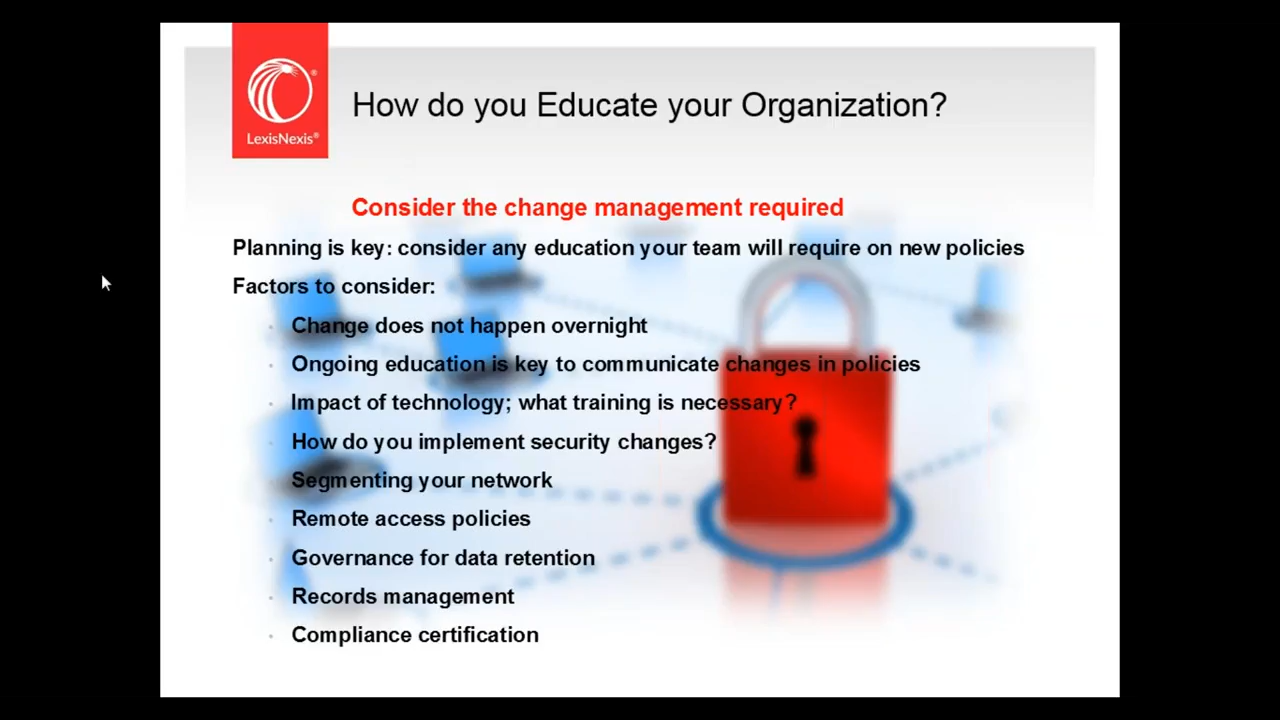 LexisNexis®
How do you Educate your Organization?
Consider the change management required
Planning is key: consider any education your team will require on new policies
Factors to consider:
Change does not happen overnight
Ongoing education is key to communicate changes in policies
Impact of technology; what training is necessary?
How do you implement security changes?
Segmenting your network
Remote access policies
Governance for data retention
Records management
Compliance certification